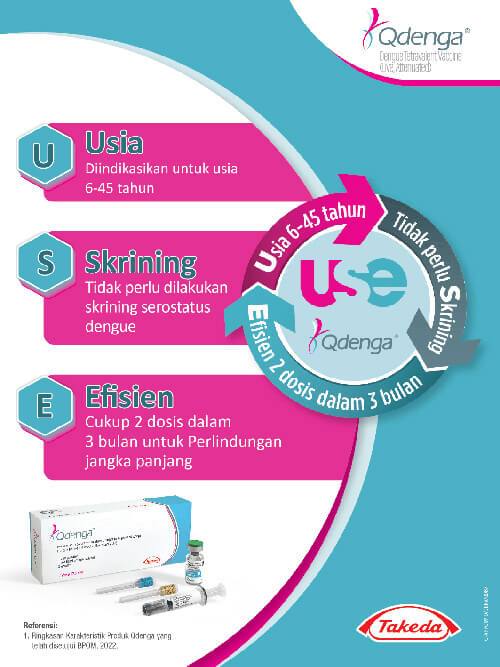 Qdenga®
Dengue Tetravalent Vaccine
(Live, Attenuated)
U
Usia
Diindikasikan untuk usia
6-45 tahun
S
Skrining
Tidak perlu dilakukan
skrining serostatus
dengue
E
Efisien
Cukup 2 dosis dalam
3 bulan untuk Perlindungan
jangka panjang
Usia 6-45 tahun
Tidak perlu Skrining
Efisien 2 dosis dalam 3 bulan
use
Qdenga®
Qdenga®
Takeda
Referensi:
1. Ringkasan Karakteristik Produk Qdenga yang
telah disetujui BPOM, 2022.